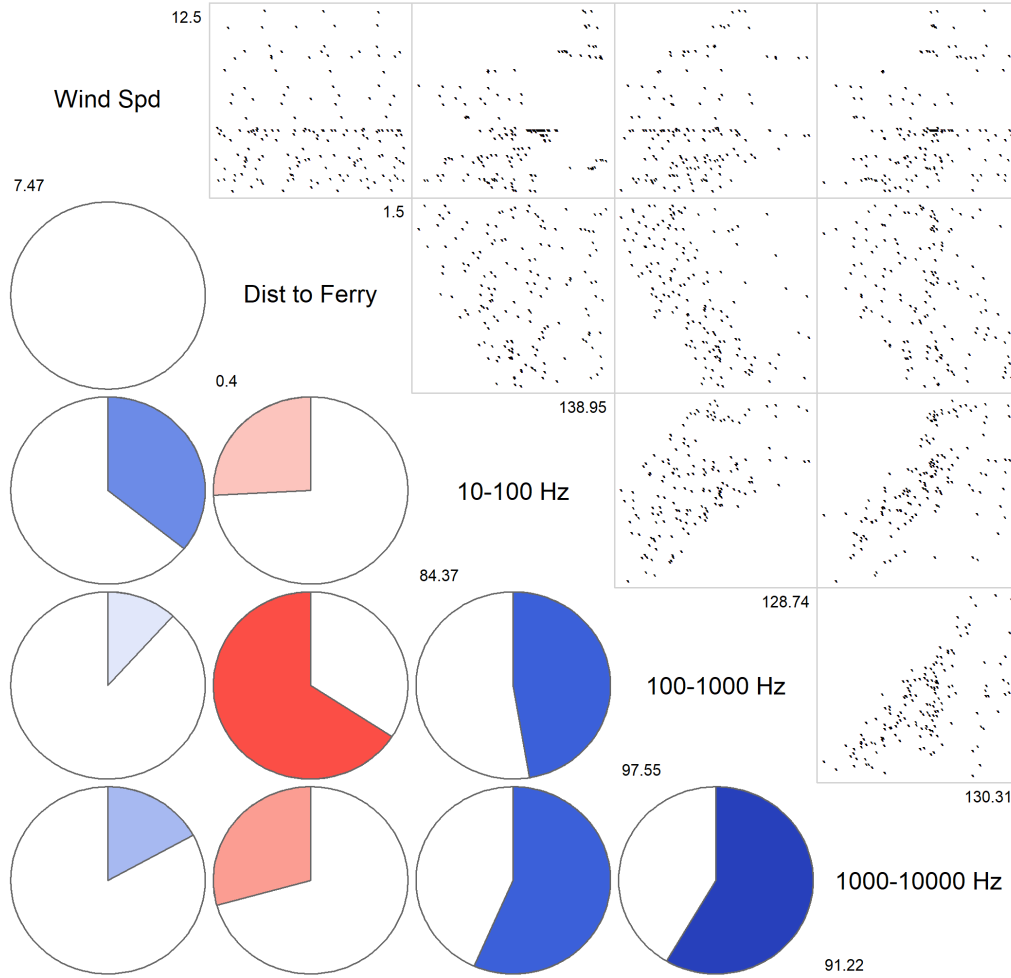 12.5
Wind Spd
7.47
1.5
Dist to Ferry
0.4
138.95
10-100 Hz
84.37
128.74
100-1000 Hz
97.55
130.31
1000-10000 Hz
91.22